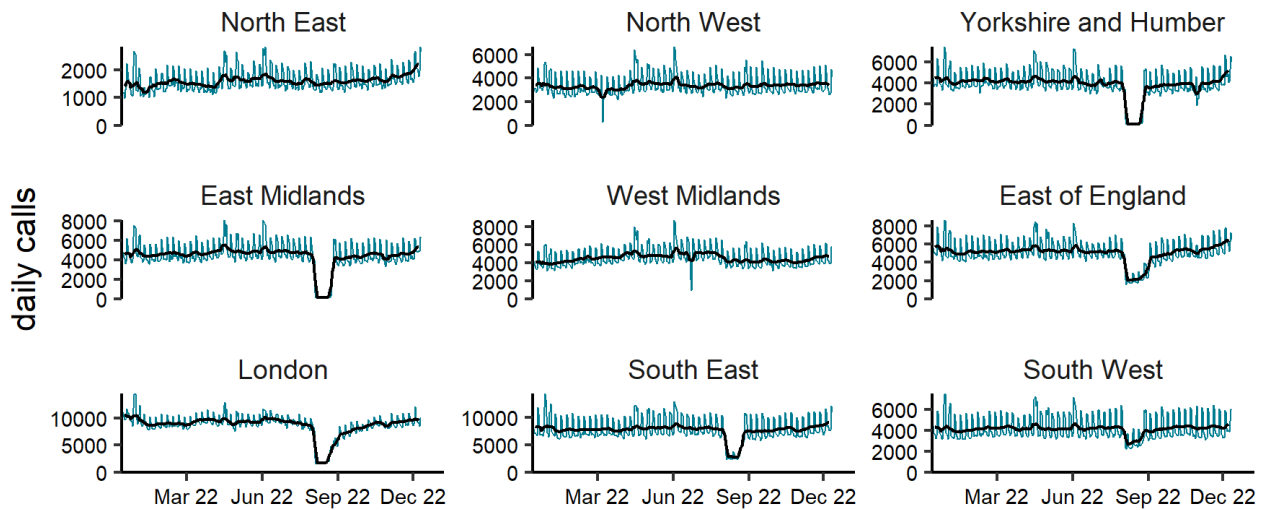 North East
North West
Yorkshire and Humber
2000
1000
0
6000
4000
2000
0
6000
4000
2000
0
East Midlands
West Midlands
East of England
8000
6000
4000
2000
0
8000
6000
4000
2000
0
8000
6000
4000
2000
0
daily calls
London
South East
South West
10000
5000
0
10000
5000
0
6000
4000
2000
0
Mar 22 Jun 22 Sep 22 Dec 22
Mar 22 Jun 22 Sep 22 Dec 22
Mar 22 Jun 22 Sep 22 Dec 22